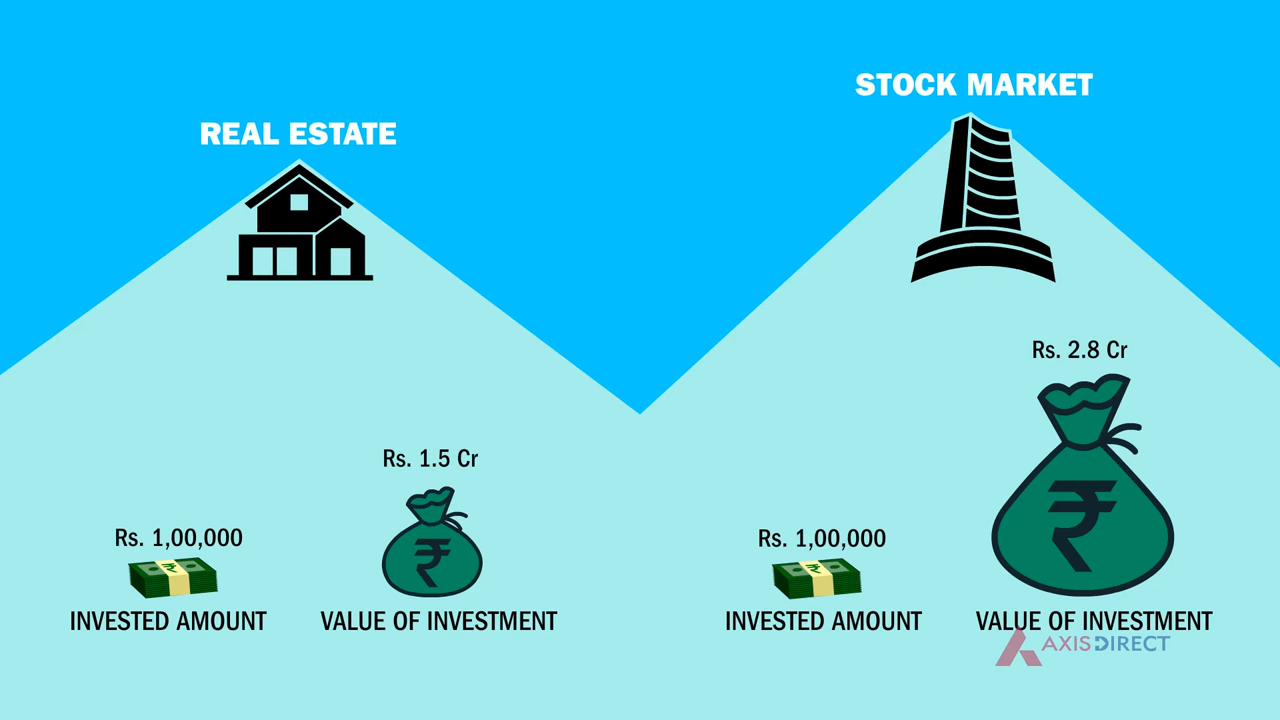 REAL ESTATE
Rs. 1,00,000
INVESTED AMOUNT
Rs. 1.5 Cr
₹
VALUE OF INVESTMENT
STOCK MARKET
Rs. 1,00,000
INVESTED AMOUNT
Rs. 2.8 Cr
₹
VALUE OF INVESTMENT
AXIS DIRECT